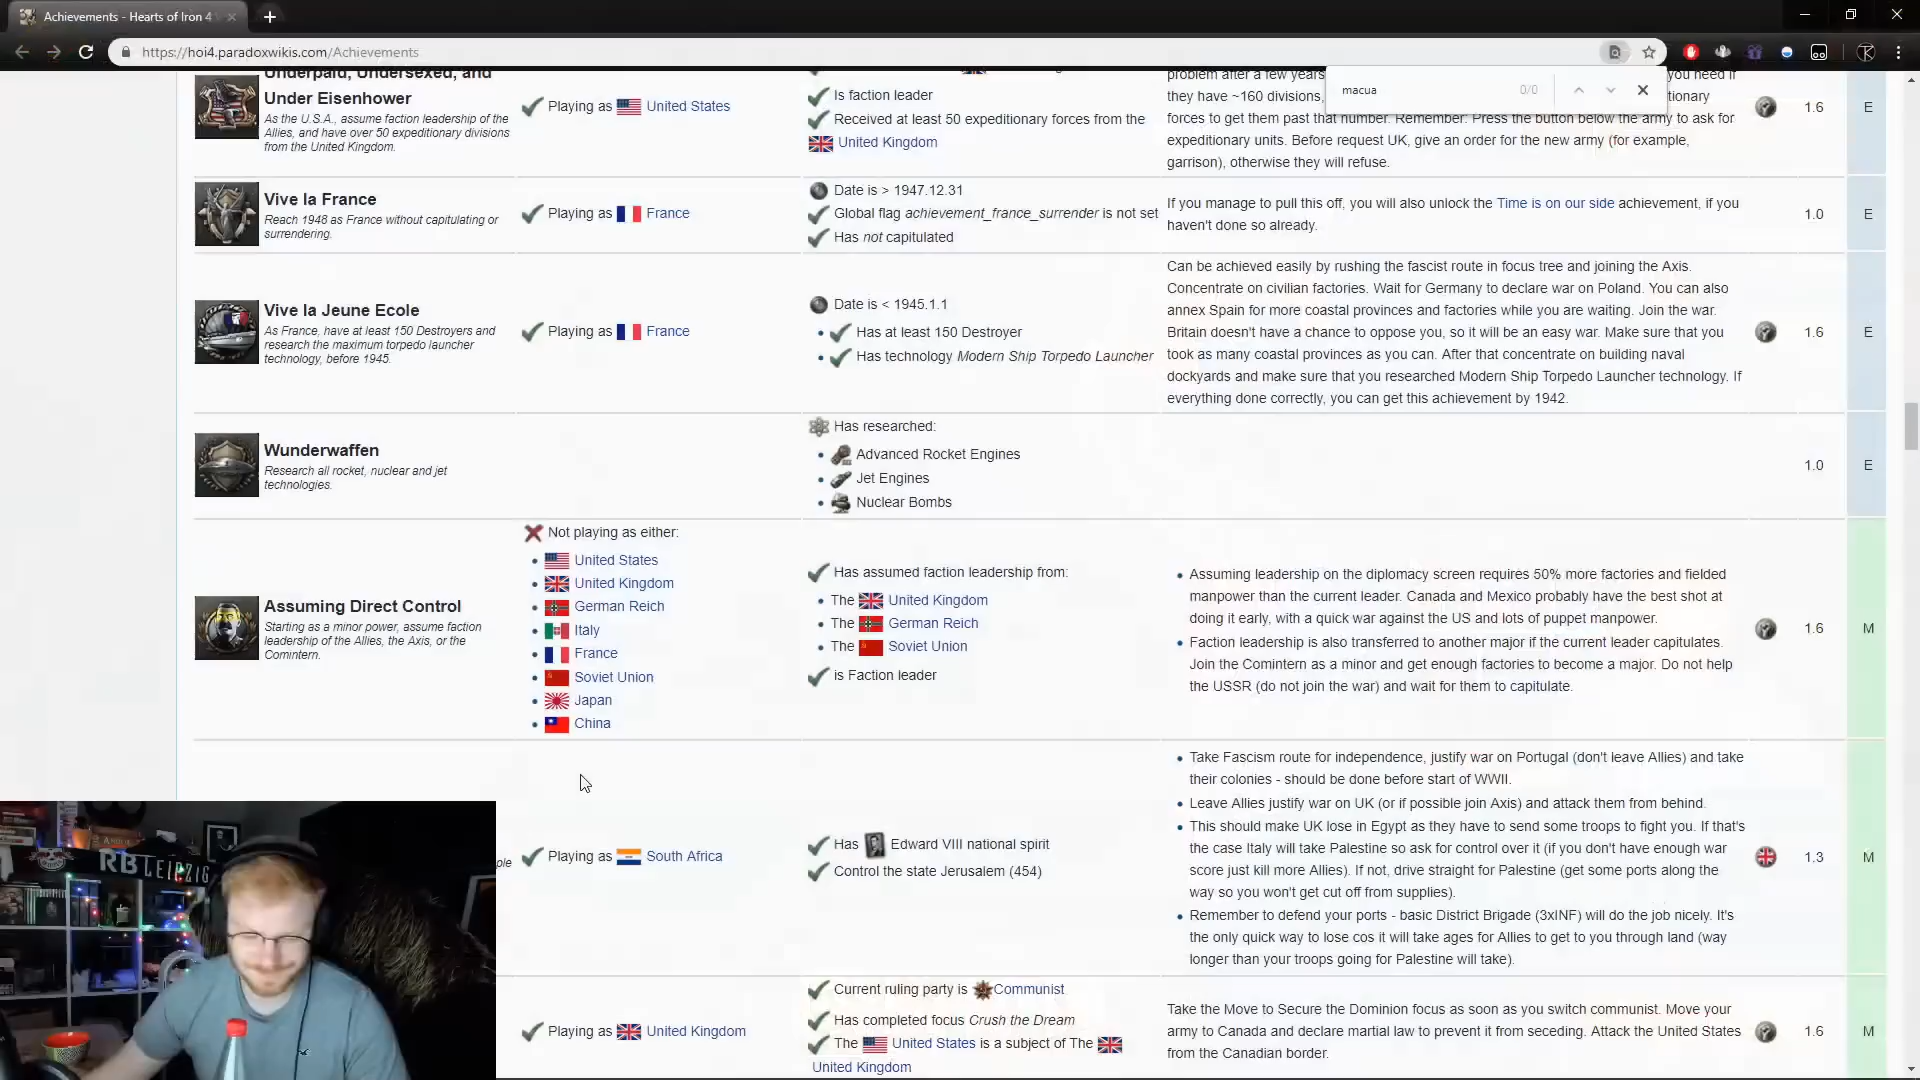 Achievements - Hearts of Iron 4
https://hoi4.paradoxwikis.com/Achievements
macua
0/0
Underpaid, Undersexed, and
Under Eisenhower
As the U.S.A., assume faction leadership of the
Allies, and have over 50 expeditionary divisions
from the United Kingdom.
Playing as United States
Is faction leader
Received at least 50 expeditionary forces from the
United Kingdom
problem after a few years
you need if
they have ~160 divisions,
tionary
forces to get them past that number. Remember: Press the button below the army to ask for
expeditionary units. Before request UK, give an order for the new army (for example,
garrison), otherwise they will refuse.
1.6
E
Vive la France
Reach 1948 as France without capitulating or
surrendering.
Playing as France
Date is > 1947.12.31
Global flag achievement_france_surrender is not set
Has not capitulated
If you manage to pull this off, you will also unlock the Time is on our side achievement, if you
haven't done so already.
1.0
E
Vive la Jeune Ecole
As France, have at least 150 Destroyers and
research the maximum torpedo launcher
technology, before 1945.
Playing as France
Date is < 1945.1.1
Has at least 150 Destroyer
Has technology Modern Ship Torpedo Launcher
Can be achieved easily by rushing the fascist route in focus tree and joining the Axis.
Concentrate on civilian factories. Wait for Germany to declare war on Poland. You can also
annex Spain for more coastal provinces and factories while you are waiting. Join the war.
Britain doesn't have a chance to oppose you, so it will be an easy war. Make sure that you
took as many coastal provinces as you can. After that concentrate on building naval
dockyards and make sure that you researched Modern Ship Torpedo Launcher technology. If
everything done correctly, you can get this achievement by 1942.
1.6
E
Wunderwaffen
Research all rocket, nuclear and jet
technologies.
Has researched:
Advanced Rocket Engines
Jet Engines
Nuclear Bombs
1.0
E
Assuming Direct Control
Starting as a minor power, assume faction
leadership of the Allies, the Axis, or the
Comintern.
Not playing as either:
United States
United Kingdom
German Reich
Italy
France
Soviet Union
Japan
China
Has assumed faction leadership from:
The United Kingdom
The German Reich
The Soviet Union
is Faction leader
Assuming leadership on the diplomacy screen requires 50% more factories and fielded
manpower than the current leader. Canada and Mexico probably have the best shot at
doing it early, with a quick war against the US and lots of puppet manpower.
Faction leadership is also transferred to another major if the current leader capitulates.
Join the Comintern as a minor and get enough factories to become a major. Do not help
the USSR (do not join the war) and wait for them to capitulate.
1.6
M
ple
Playing as South Africa
Has Edward VIII national spirit
Control the state Jerusalem (454)
Take Fascism route for independence, justify war on Portugal (don't leave Allies) and take
their colonies - should be done before start of WWII.
Leave Allies justify war on UK (or if possible join Axis) and attack them from behind.
This should make UK lose in Egypt as they have to send some troops to fight you. If that's
the case Italy will take Palestine so ask for control over it (if you don't have enough war
score just kill more Allies). If not, drive straight for Palestine (get some ports along the
way so you won't get cut off from supplies).
Remember to defend your ports - basic District Brigade (3xINF) will do the job nicely. It's
the only quick way to lose cos it will take ages for Allies to get to you through land (way
longer than your troops going for Palestine will take).
1.3
M
Playing as United Kingdom
Current ruling party is Communist
Has completed focus Crush the Dream
The United States is a subject of The
United Kingdom
Take the Move to Secure the Dominion focus as soon as you switch communist. Move your
army to Canada and declare martial law to prevent it from seceding. Attack the United States
from the Canadian border.
1.6
M
RB LEIPZIG